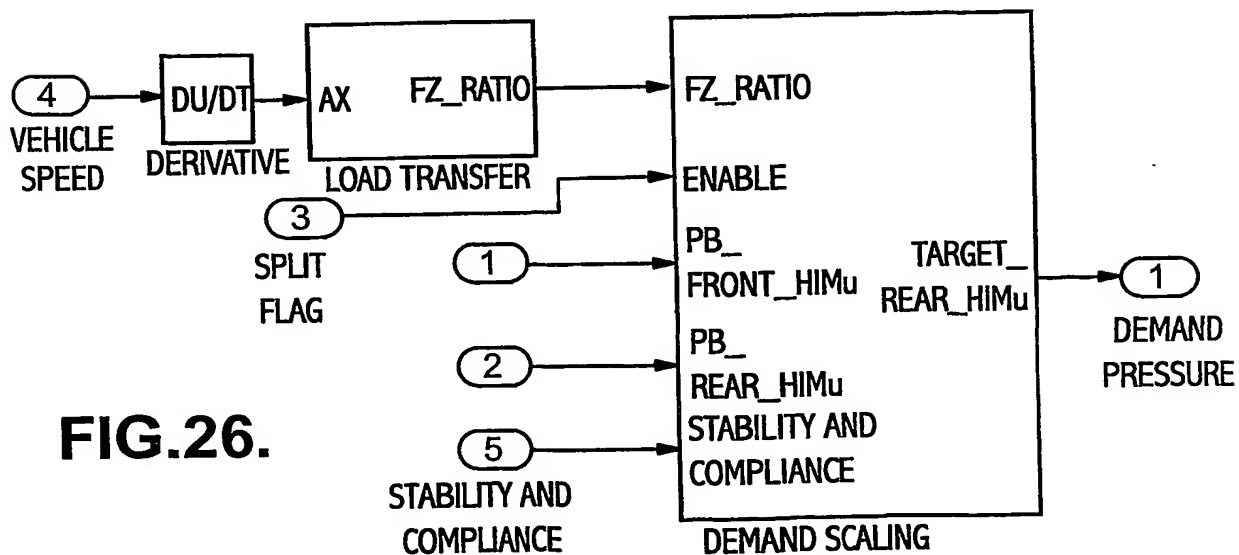 4
VEHICLE
SPEED
DU/DT
DERIVATIVE
AX
FZ_RATIO
LOAD TRANSFER
3
SPLIT
FLAG
1
2
5
STABILITY AND
COMPLIANCE
FZ_RATIO
ENABLE
PB_
FRONT_HIMu
PB_
REAR_HIMu
STABILITY AND
COMPLIANCE
TARGET_
REAR_HIMu
DEMAND SCALING
1
DEMAND
PRESSURE
FIG.26.